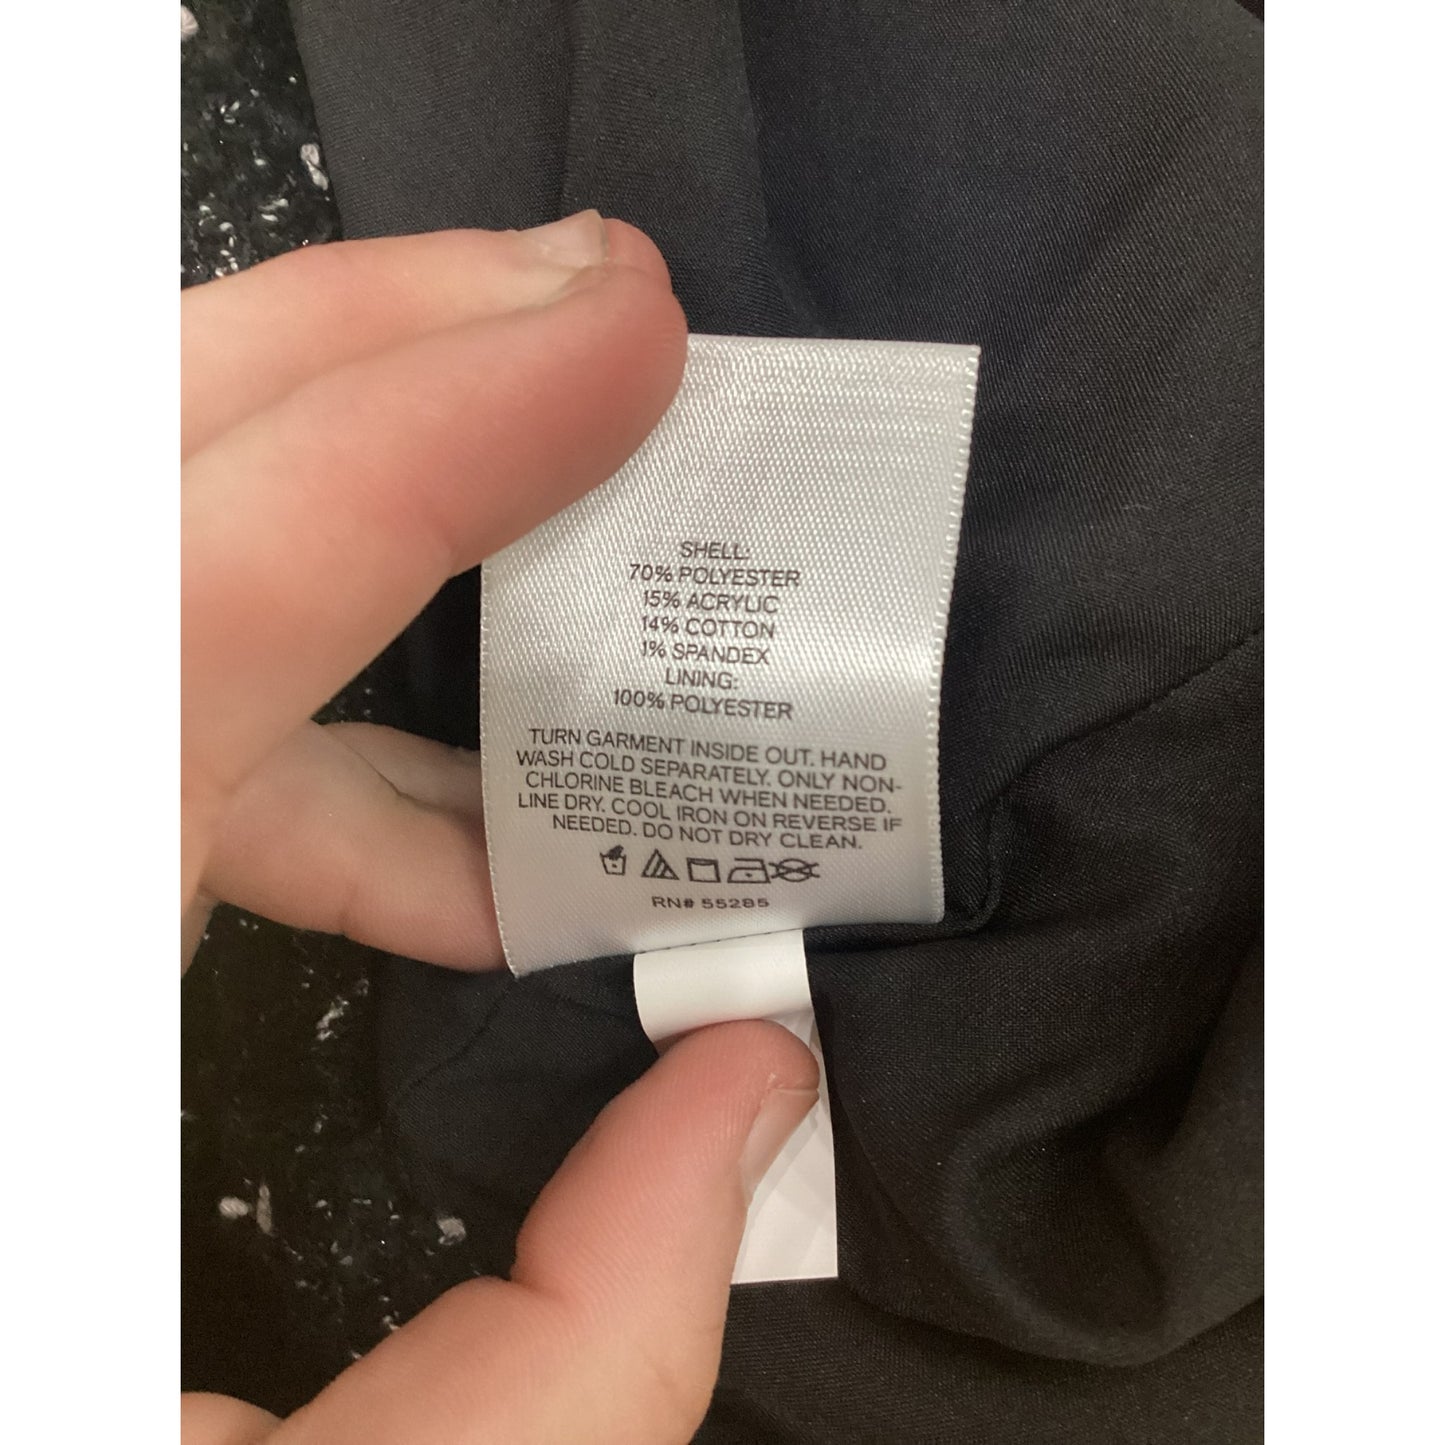 SHELL:
70% POLYESTER
15% ACRYLIC
14% COTTON
1% SPANDEX
LINING:
100% POLYESTER
TURN GARMENT INSIDE OUT. HAND
WASH COLD SEPARATELY. ONLY NON-
CHLORINE BLEACH WHEN NEEDED.
LINE DRY. COOL IRON ON REVERSE IF
NEEDED. DO NOT DRY CLEAN.
RN# 55285